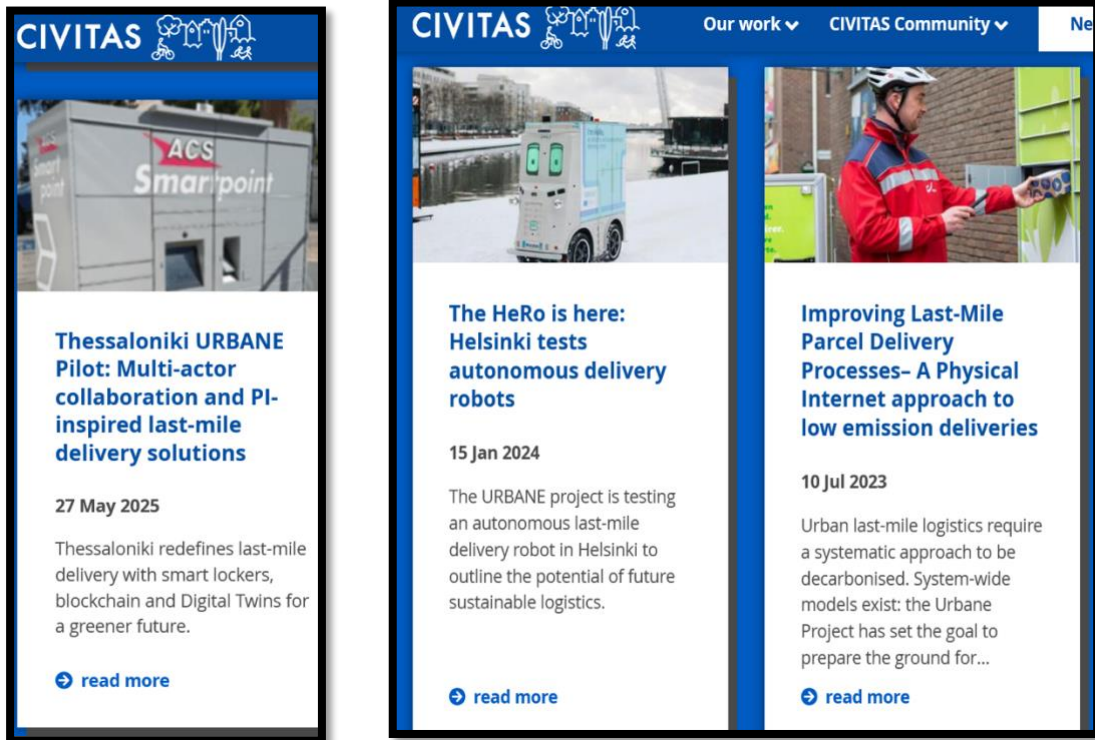 CIVITAS
ACS
Smartpoint
Smart
point
Thessaloniki URBANE
Pilot: Multi-actor
collaboration and PI-
inspired last-mile
delivery solutions
27 May 2025
Thessaloniki redefines last-mile
delivery with smart lockers,
blockchain and Digital Twins for
a greener future.
read more
CIVITAS
Our work
CIVITAS Community
Ne
The HeRo is here:
Helsinki tests
autonomous delivery
robots
15 Jan 2024
The URBANE project is testing
an autonomous last-mile
delivery robot in Helsinki to
outline the potential of future
sustainable logistics.
read more
Improving Last-Mile
Parcel Delivery
Processes– A Physical
Internet approach to
low emission deliveries
10 Jul 2023
Urban last-mile logistics require
a systematic approach to be
decarbonised. System-wide
models exist: the Urbane
Project has set the goal to
prepare the ground for...
read more